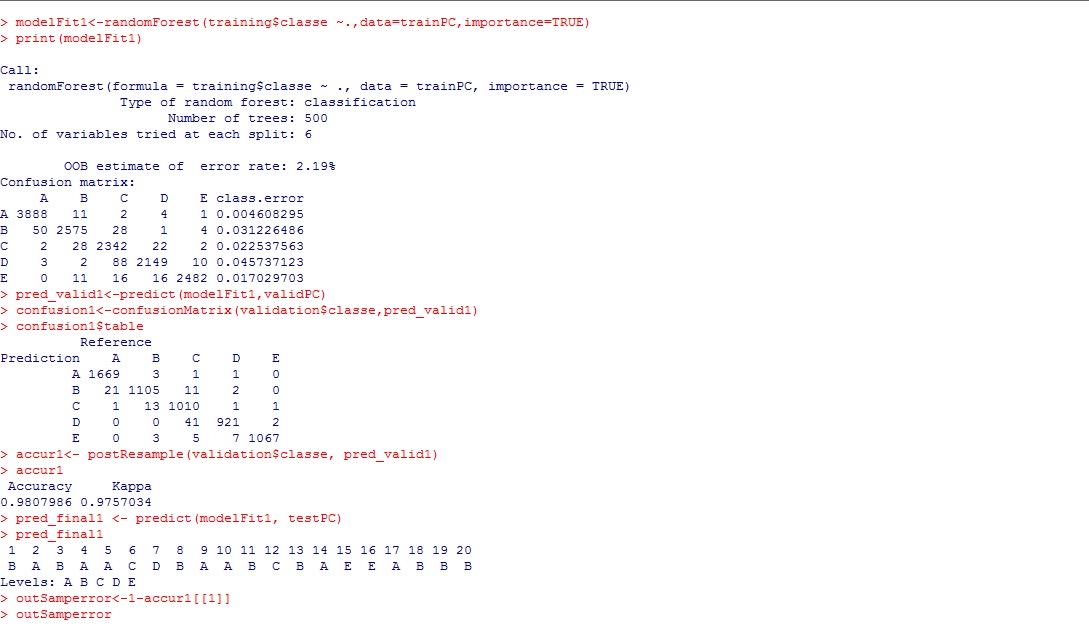 > modelFit1<-randomForest(training$classe ~.,data=trainPC,importance=TRUE)
> print(modelFit1)
Call:
 randomForest(formula = training$classe ~ ., data = trainPC, importance = TRUE)
               Type of random forest: classification
                     Number of trees: 500
No. of variables tried at each split: 6
        OOB estimate of  error rate: 2.19%
Confusion matrix:
     A    B    C    D    E class.error
A 3888   11    2    4    1 0.004608295
B   50 2575   28    1    4 0.031226486
C    2   28 2342   22    2 0.022537563
D    3    2   88 2149   10 0.045737123
E    0   11   16   16 2482 0.017029703
> pred_valid1<-predict(modelFit1,validPC)
> confusion1<-confusionMatrix(validation$classe,pred_valid1)
> confusion1$table
          Reference
Prediction    A    B    C    D    E
         A 1669    3    1    1    0
         B   21 1105   11    2    0
         C    1   13 1010    1    1
         D    0    0   41  921    2
         E    0    3    5    7 1067
> accur1<- postResample(validation$classe, pred_valid1)
> accur1
 Accuracy     Kappa
0.9807986 0.9757034
> pred_final1 <- predict(modelFit1, testPC)
> pred_final1
 1  2  3  4  5  6  7  8  9 10 11 12 13 14 15 16 17 18 19 20
 B  A  B  A  A  C  D  B  A  A  B  C  B  A  E  E  A  B  B  B
Levels: A B C D E
> outSamperror<-1-accur1[[1]]
> outSamperror